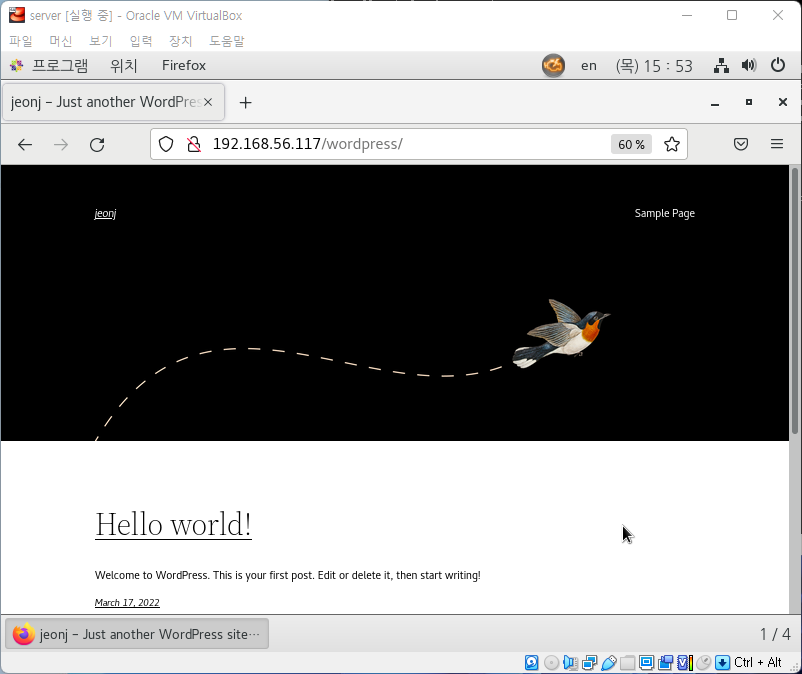 server [실행 중] - Oracle VM VirtualBox
파일 머신 보기 입력 장치 도움말
프로그램 위치 Firefox en (목) 15 : 53
jeonj – Just another WordPres
192.168.56.117/wordpress/ 60 %
jeonj Sample Page
Hello world!
Welcome to WordPress. This is your first post. Edit or delete it, then start writing!
March 17, 2022
jeonj – Just another WordPress site… 1 / 4
Ctrl + Alt